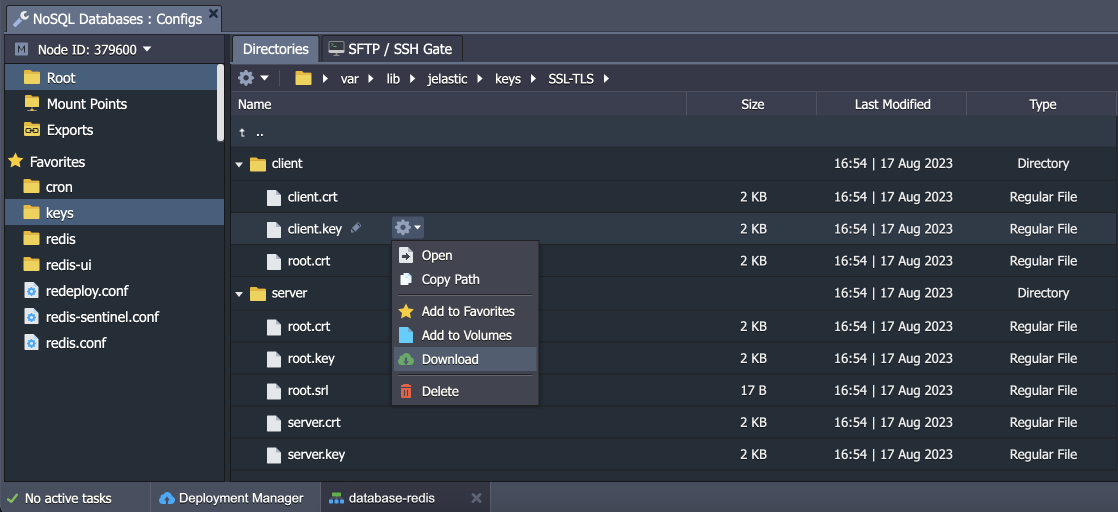 NoSQL Databases : Configs
M Node ID: 379600
Root
Mount Points
Exports
Favorites
cron
keys
redis
redis-ui
redeploy.conf
redis-sentinel.conf
redis.conf
Directories SFTP / SSH Gate
var lib jelastic keys SSL-TLS
Name Size Last Modified Type
..
client 16:54 | 17 Aug 2023 Directory
client.crt 2 KB 16:54 | 17 Aug 2023 Regular File
client.key 2 KB 16:54 | 17 Aug 2023 Regular File
root.crt 2 KB 16:54 | 17 Aug 2023 Regular File
server 16:54 | 17 Aug 2023 Directory
root.crt 2 KB 16:54 | 17 Aug 2023 Regular File
root.key 2 KB 16:54 | 17 Aug 2023 Regular File
root.srl 17 B 16:54 | 17 Aug 2023 Regular File
server.crt 2 KB 16:54 | 17 Aug 2023 Regular File
server.key 2 KB 16:54 | 17 Aug 2023 Regular File
Open
Copy Path
Add to Favorites
Add to Volumes
Download
Delete
No active tasks Deployment Manager database-redis